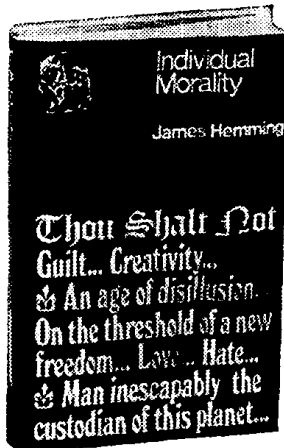 Individual
Morality
James Hemming
Thou Shalt Not
Guilt... Creativity...
An age of disillusion...
On the threshold of a new
freedom... Love... Hate...
Man inescapably the
custodian of this planet...